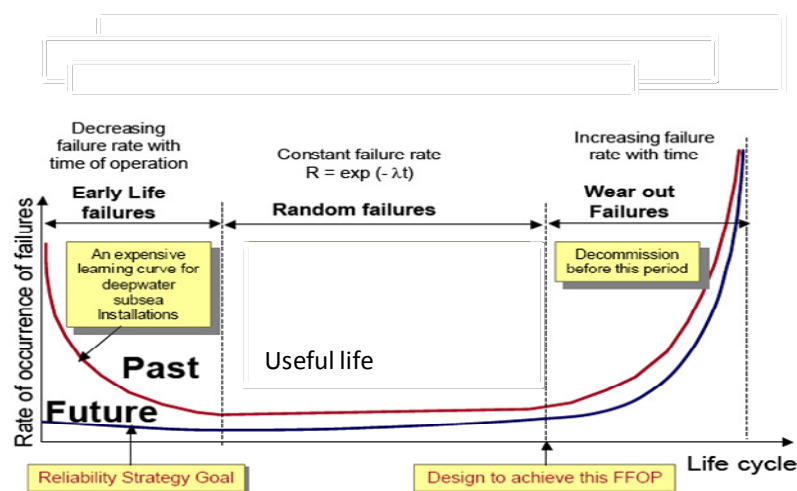 Decreasing
failure rate with
time of operation
Constant failure rate
R = exp (- λt)
Increasing failure
rate with time
Early Life
failures
Random failures
Wear out
Failures
Rate of occurrence of failures
An expensive
learning curve for
deepwater
subsea
Installations
Decommission
before this period
Useful life
Past
Future
Life cycle
Reliability Strategy Goal
Design to achieve this FFOP